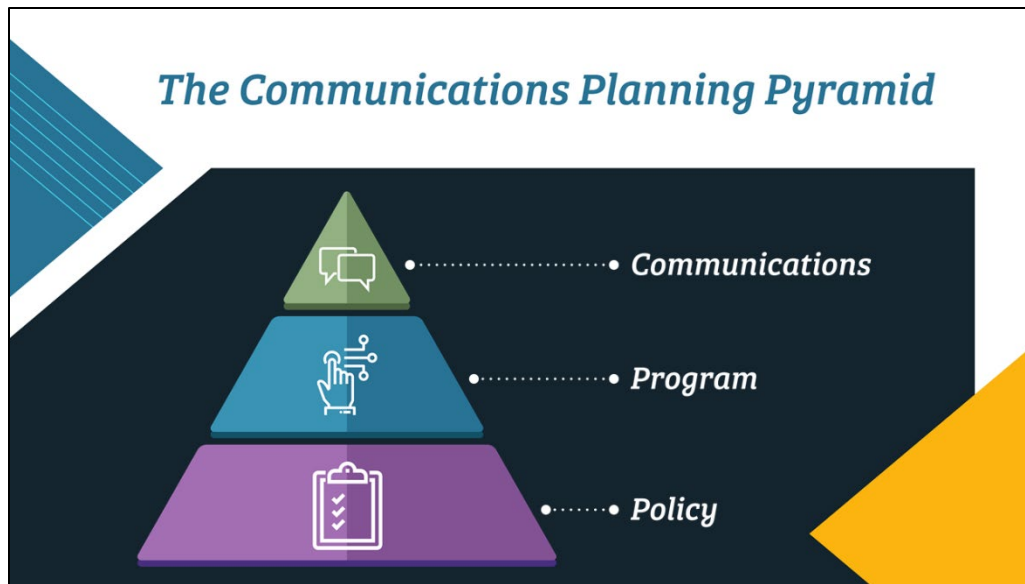 The Communications Planning Pyramid
Communications
Program
Policy